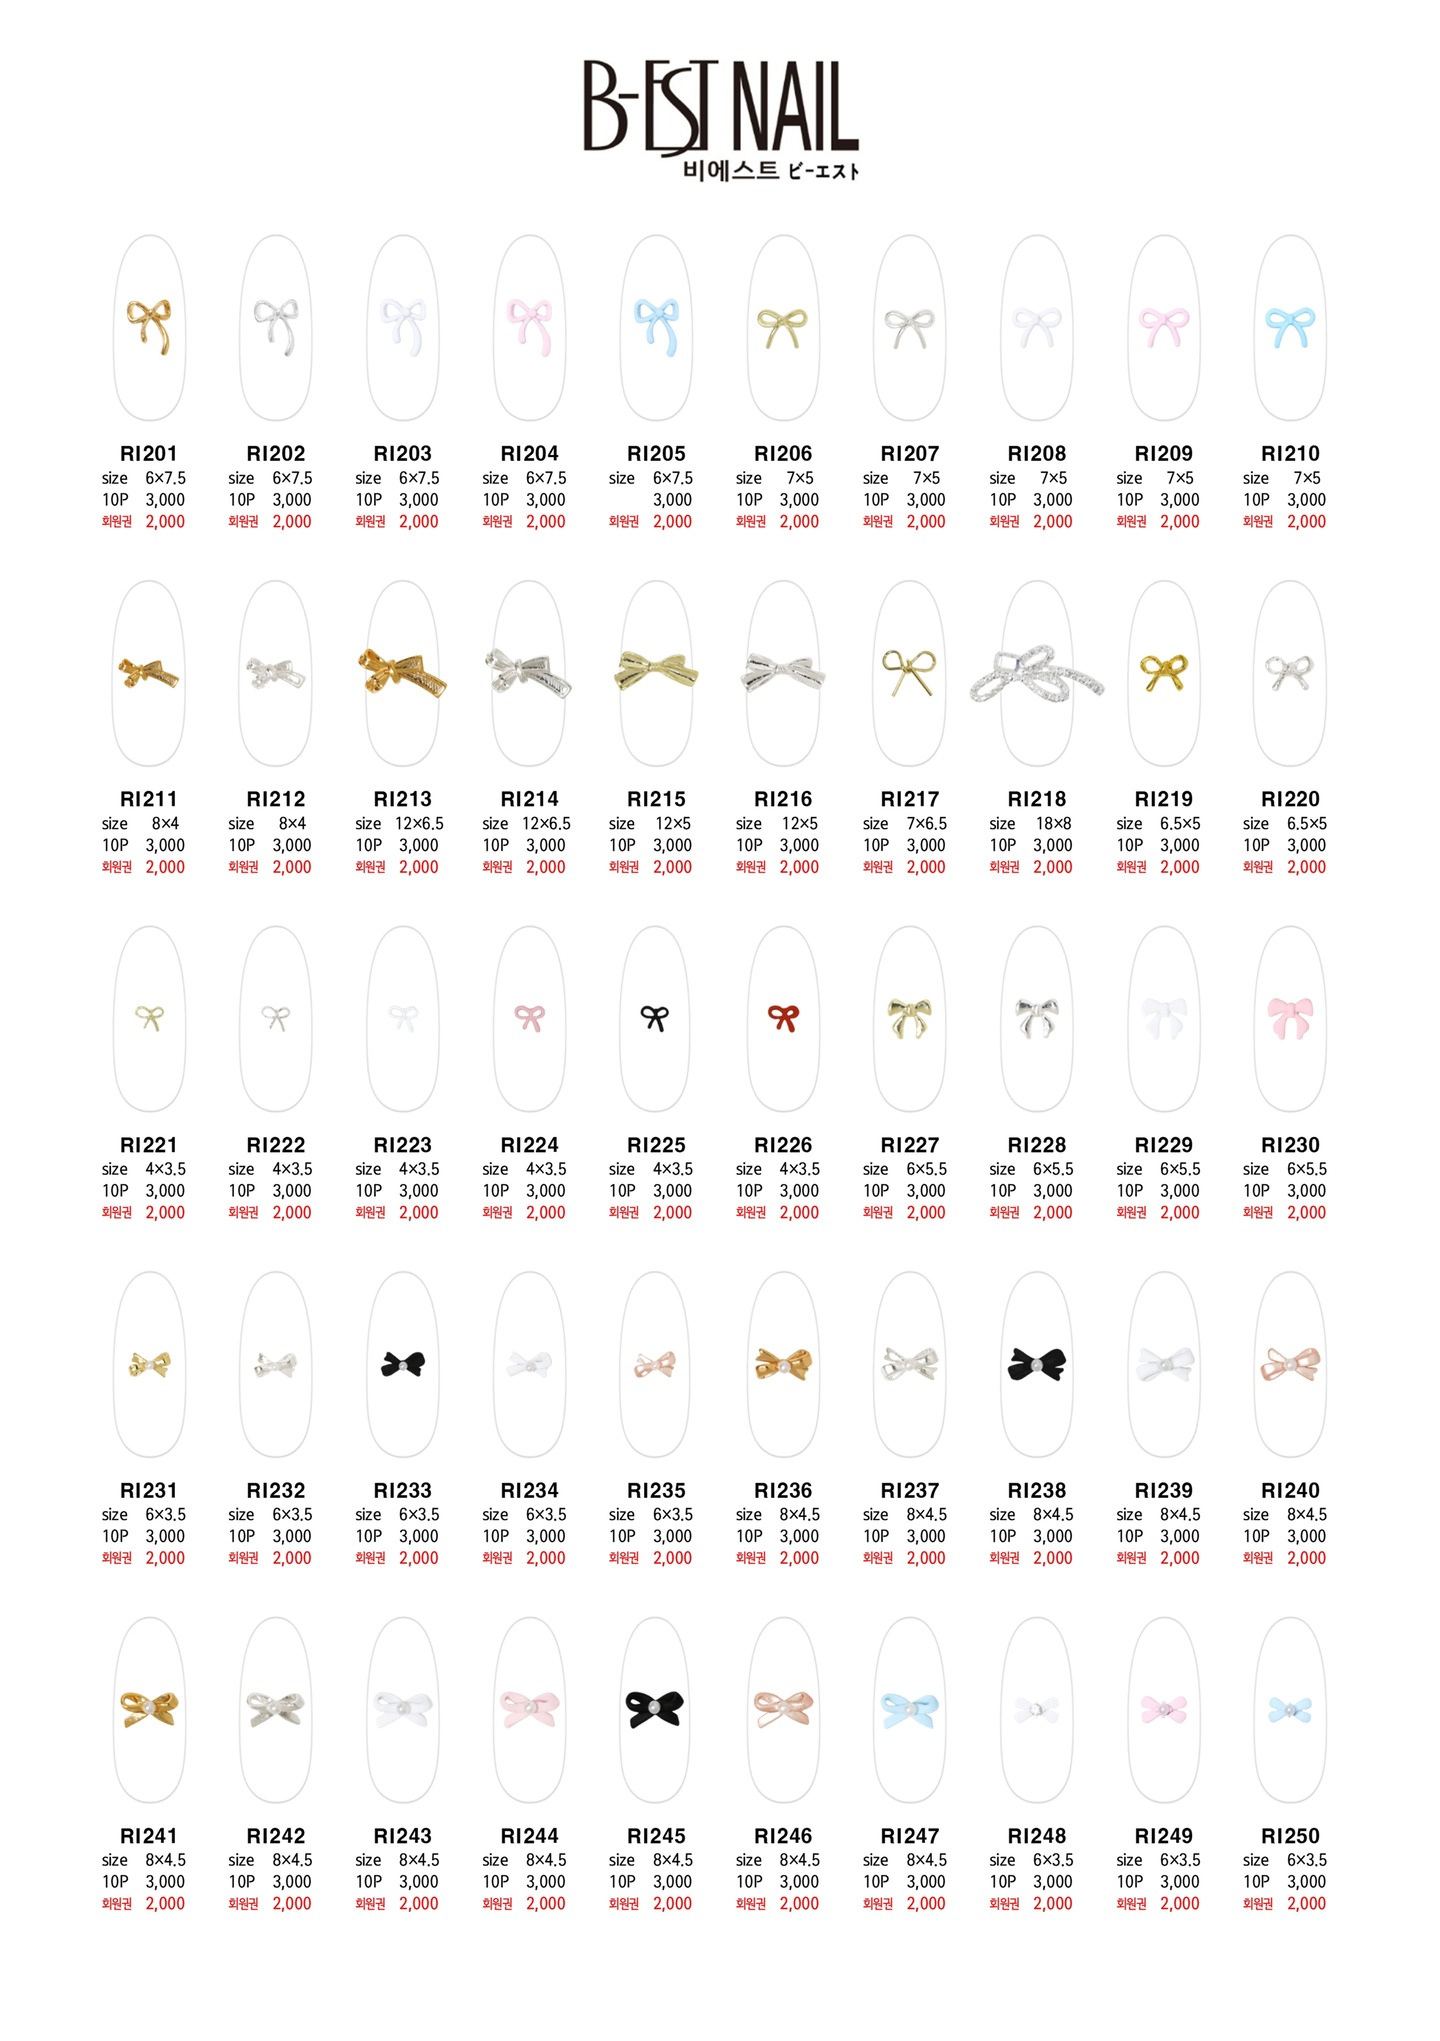 B-EST NAIL
비에스트 ビーエスト
RI201 RI202 RI203 RI204 RI205 RI206 RI207 RI208 RI209 RI210
size 6×7.5 size 6×7.5 size 6×7.5 size 6×7.5 size 6×7.5 size 7×5 size 7×5 size 7×5 size 7×5 size 7×5
10P 3,000 10P 3,000 10P 3,000 10P 3,000 3,000 10P 3,000 10P 3,000 10P 3,000 10P 3,000 10P 3,000
회원권 2,000 회원권 2,000 회원권 2,000 회원권 2,000 회원권 2,000 회원권 2,000 회원권 2,000 회원권 2,000 회원권 2,000 회원권 2,000
RI211 RI212 RI213 RI214 RI215 RI216 RI217 RI218 RI219 RI220
size 8×4 size 8×4 size 12×6.5 size 12×6.5 size 12×5 size 12×5 size 7×6.5 size 18×8 size 6.5×5 size 6.5×5
10P 3,000 10P 3,000 10P 3,000 10P 3,000 10P 3,000 10P 3,000 10P 3,000 10P 3,000 10P 3,000 10P 3,000
회원권 2,000 회원권 2,000 회원권 2,000 회원권 2,000 회원권 2,000 회원권 2,000 회원권 2,000 회원권 2,000 회원권 2,000 회원권 2,000
RI221 RI222 RI223 RI224 RI225 RI226 RI227 RI228 RI229 RI230
size 4×3.5 size 4×3.5 size 4×3.5 size 4×3.5 size 4×3.5 size 4×3.5 size 6×5.5 size 6×5.5 size 6×5.5 size 6×5.5
10P 3,000 10P 3,000 10P 3,000 10P 3,000 10P 3,000 10P 3,000 10P 3,000 10P 3,000 10P 3,000 10P 3,000
회원권 2,000 회원권 2,000 회원권 2,000 회원권 2,000 회원권 2,000 회원권 2,000 회원권 2,000 회원권 2,000 회원권 2,000 회원권 2,000
RI231 RI232 RI233 RI234 RI235 RI236 RI237 RI238 RI239 RI240
size 6×3.5 size 6×3.5 size 6×3.5 size 6×3.5 size 6×3.5 size 8×4.5 size 8×4.5 size 8×4.5 size 8×4.5 size 8×4.5
10P 3,000 10P 3,000 10P 3,000 10P 3,000 10P 3,000 10P 3,000 10P 3,000 10P 3,000 10P 3,000 10P 3,000
회원권 2,000 회원권 2,000 회원권 2,000 회원권 2,000 회원권 2,000 회원권 2,000 회원권 2,000 회원권 2,000 회원권 2,000 회원권 2,000
RI241 RI242 RI243 RI244 RI245 RI246 RI247 RI248 RI249 RI250
size 8×4.5 size 8×4.5 size 8×4.5 size 8×4.5 size 8×4.5 size 8×4.5 size 8×4.5 size 6×3.5 size 6×3.5 size 6×3.5
10P 3,000 10P 3,000 10P 3,000 10P 3,000 10P 3,000 10P 3,000 10P 3,000 10P 3,000 10P 3,000 10P 3,000
회원권 2,000 회원권 2,000 회원권 2,000 회원권 2,000 회원권 2,000 회원권 2,000 회원권 2,000 회원권 2,000 회원권 2,000 회원권 2,000